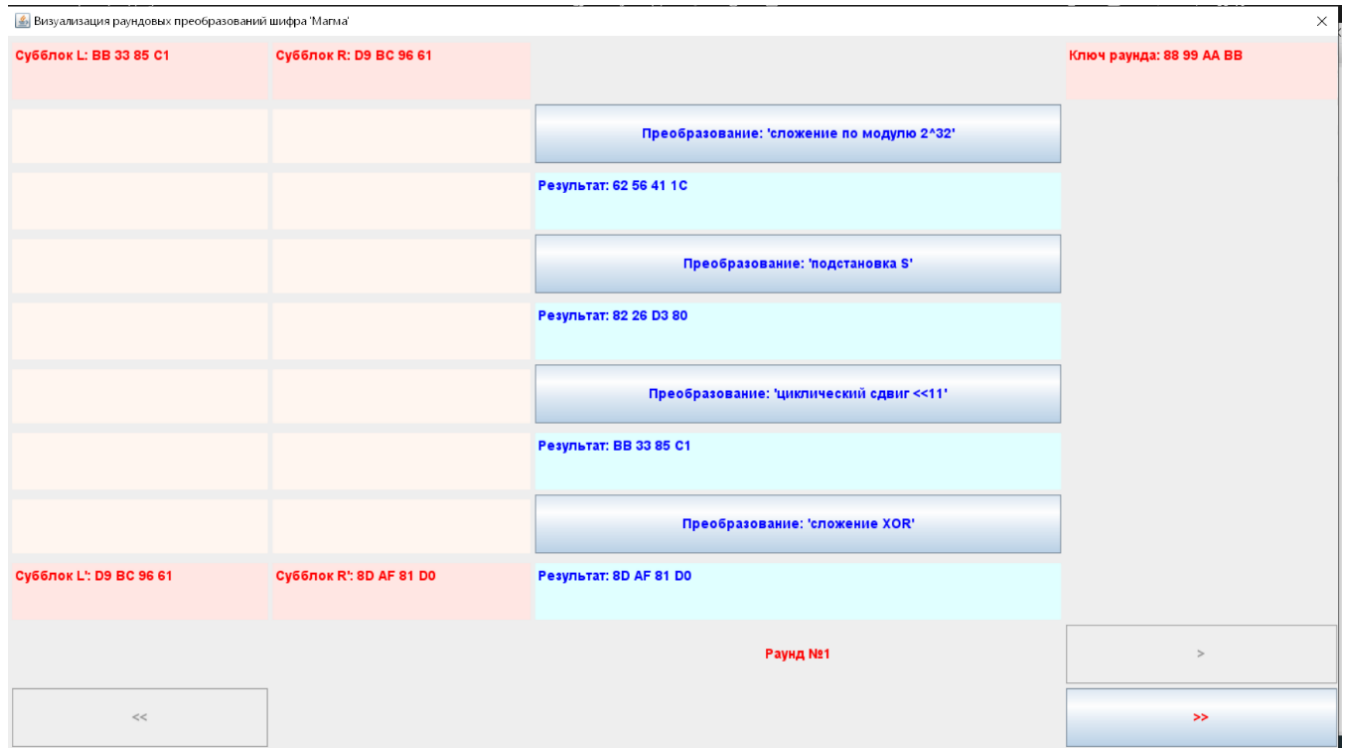 Визуализация раундовых преобразований шифра 'Магма'
Субблок L: BB 33 85 C1
Субблок R: D9 BC 96 61
Ключ раунда: 88 99 AA BB
Преобразование: 'сложение по модулю 2^32'
Результат: 62 56 41 1C
Преобразование: 'подстановка S'
Результат: 82 26 D3 80
Преобразование: 'циклический сдвиг <<11'
Результат: BB 33 85 C1
Преобразование: 'сложение XOR'
Субблок L': D9 BC 96 61
Субблок R': 8D AF 81 D0
Результат: 8D AF 81 D0
Раунд №1
>
<<
>>